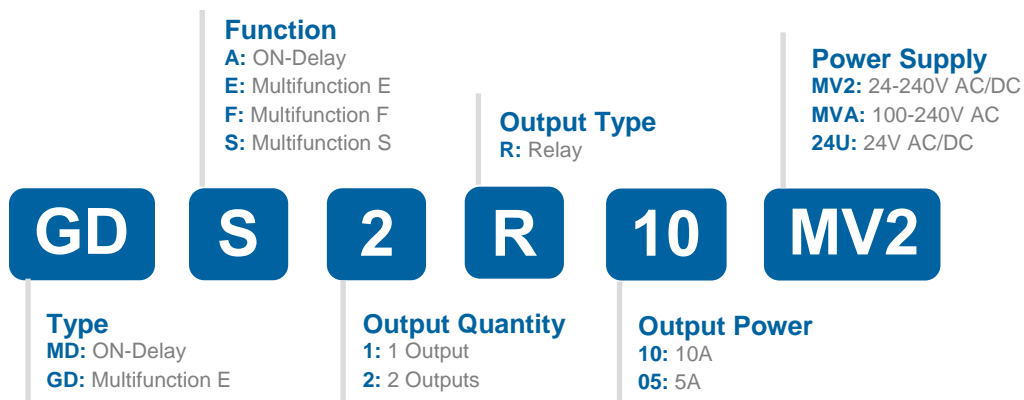 Function
A: ON-Delay
E: Multifunction E
F: Multifunction F
S: Multifunction S
Output Type
R: Relay
Power Supply
MV2: 24-240V AC/DC
MVA: 100-240V AC
24U: 24V AC/DC
GD S 2 R 10 MV2
Type
MD: ON-Delay
GD: Multifunction E
Output Quantity
1: 1 Output
2: 2 Outputs
Output Power
10: 10A
05: 5A